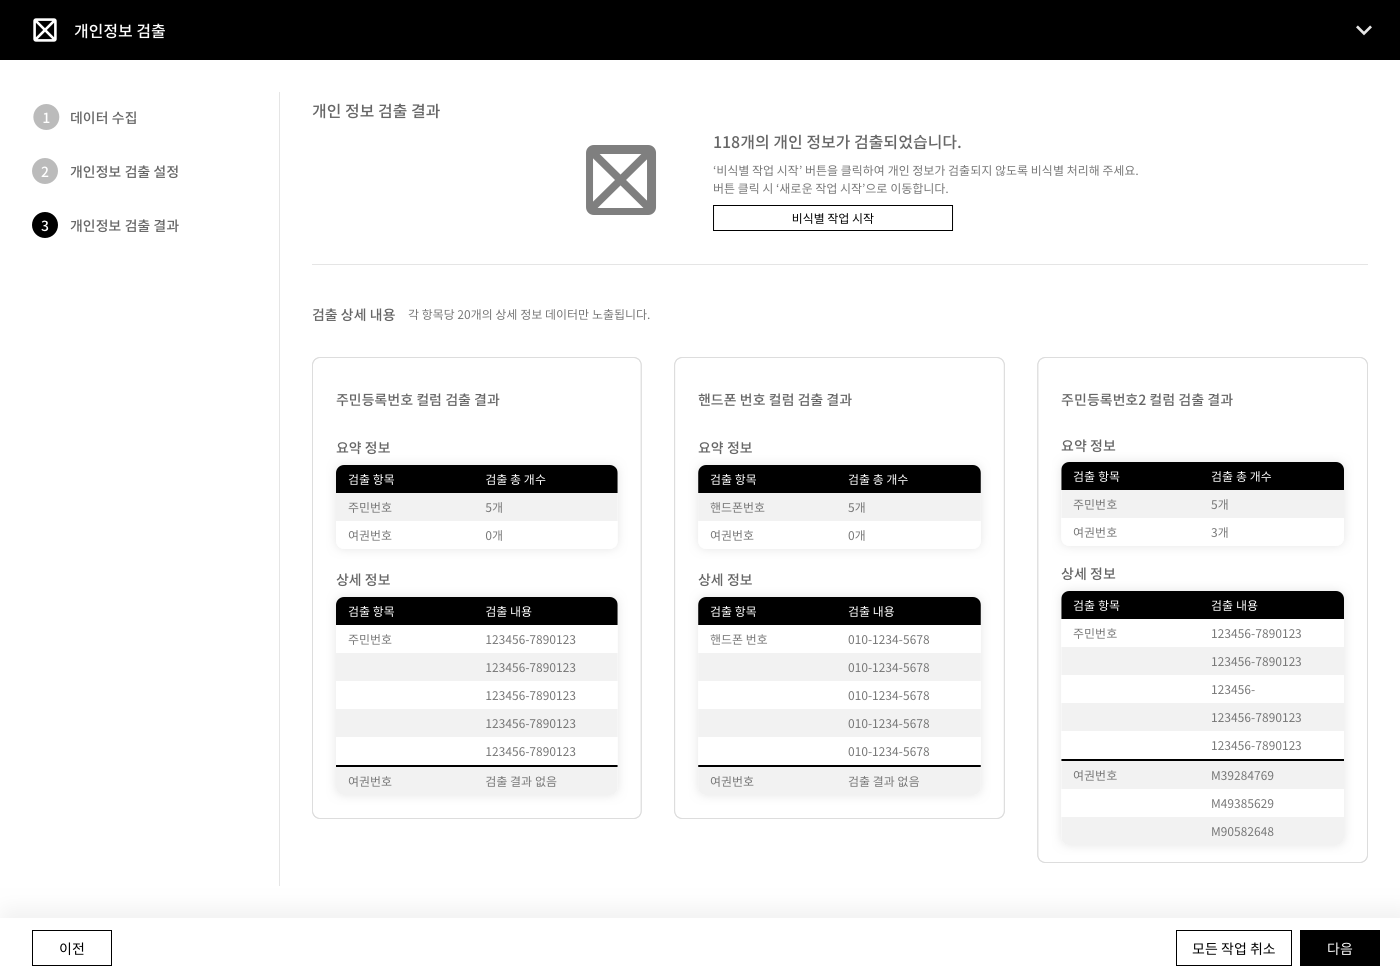 개인정보 검출
1 데이터 수집
2 개인정보 검출 설정
3 개인정보 검출 결과
개인 정보 검출 결과
118개의 개인 정보가 검출되었습니다.
‘비식별 작업 시작’ 버튼을 클릭하여 개인 정보가 검출되지 않도록 비식별 처리해 주세요.
버튼 클릭 시 ‘새로운 작업 시작’으로 이동합니다.
비식별 작업 시작
검출 상세 내용 각 항목당 20개의 상세 정보 데이터만 노출됩니다.
주민등록번호 컬럼 검출 결과
요약 정보
검출 항목 검출 총 개수
주민번호 5개
여권번호 0개
상세 정보
검출 항목 검출 내용
주민번호 123456-7890123
123456-7890123
123456-7890123
123456-7890123
123456-7890123
여권번호 검출 결과 없음
핸드폰 번호 컬럼 검출 결과
요약 정보
검출 항목 검출 총 개수
핸드폰번호 5개
여권번호 0개
상세 정보
검출 항목 검출 내용
핸드폰 번호 010-1234-5678
010-1234-5678
010-1234-5678
010-1234-5678
010-1234-5678
여권번호 검출 결과 없음
주민등록번호2 컬럼 검출 결과
요약 정보
검출 항목 검출 총 개수
주민번호 5개
여권번호 3개
상세 정보
검출 항목 검출 내용
주민번호 123456-7890123
123456-7890123
123456-
123456-7890123
123456-7890123
여권번호 M39284769
M49385629
M90582648
이전
모든 작업 취소
다음